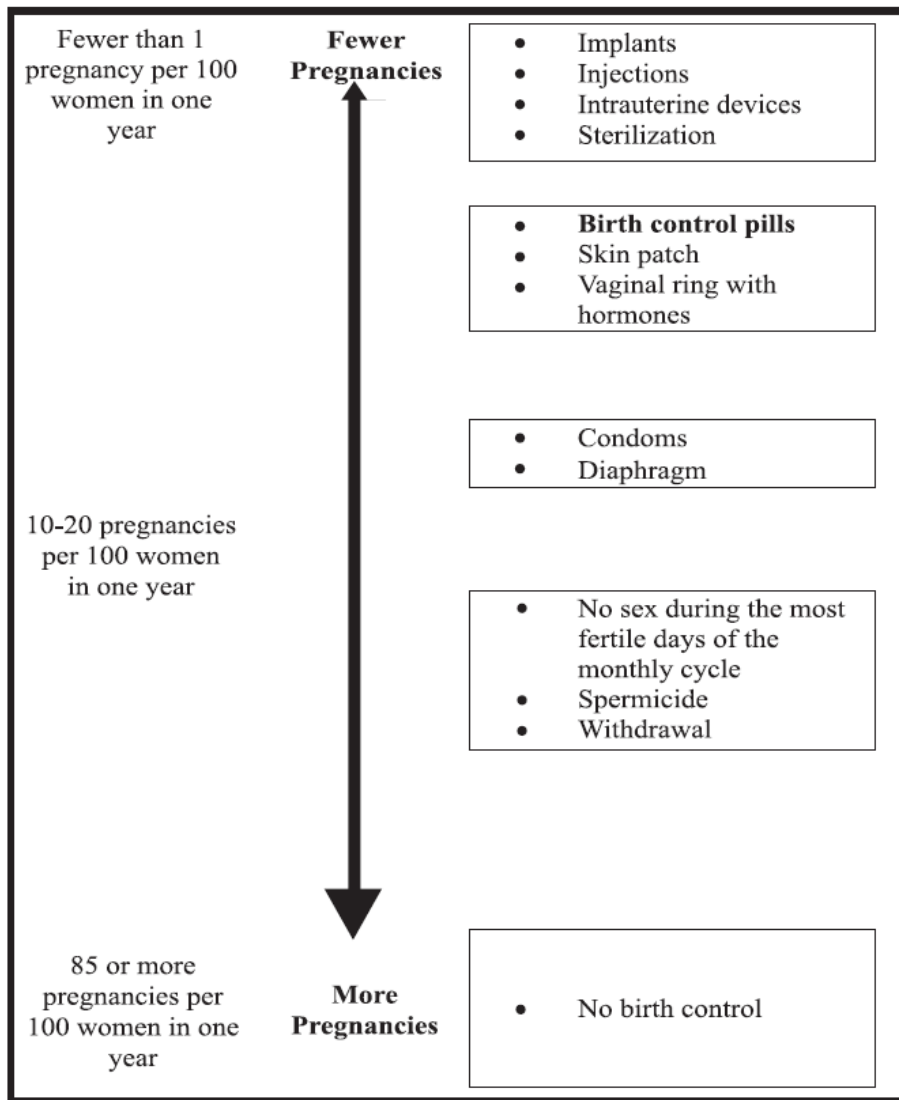 Fewer than 1
pregnancy per 100
women in one
year
Fewer
Pregnancies
• Implants
• Injections
• Intrauterine devices
• Sterilization
• Birth control pills
• Skin patch
• Vaginal ring with
hormones
• Condoms
• Diaphragm
10-20 pregnancies
per 100 women
in one year
• No sex during the most
fertile days of the
monthly cycle
• Spermicide
• Withdrawal
85 or more
pregnancies per
100 women in one
year
More
Pregnancies
• No birth control